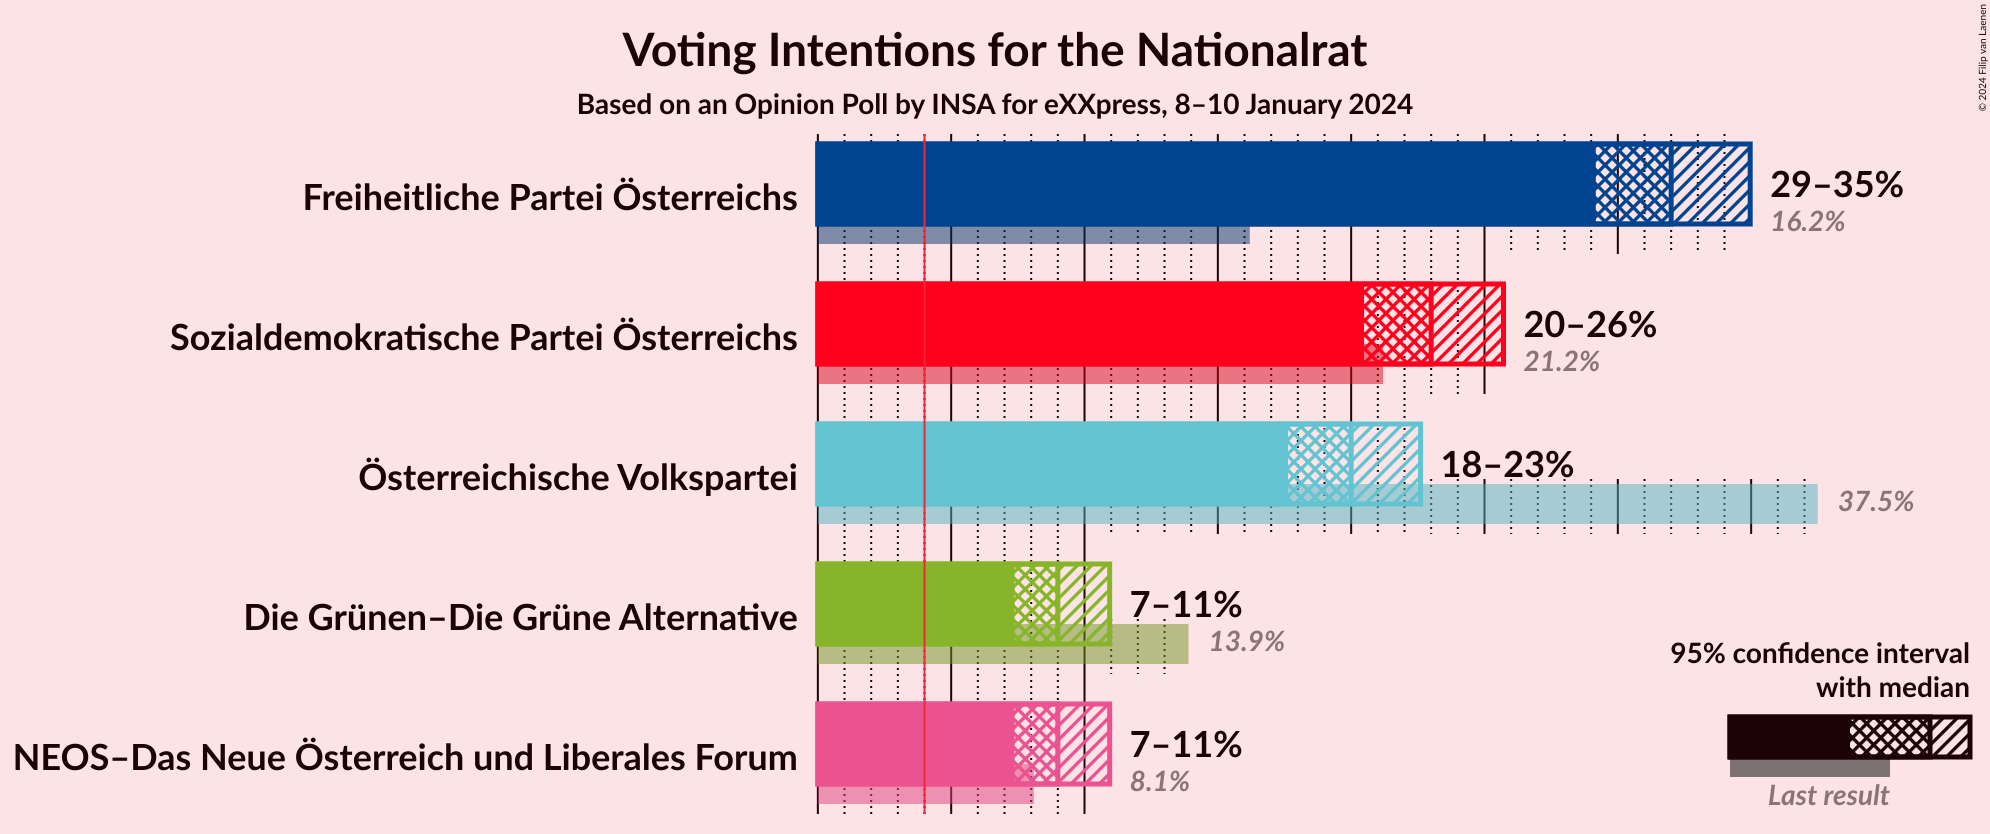 Voting Intentions for the Nationalrat
Based on an Opinion Poll by INSA for eXXpress, 8–10 January 2024
© 2024 Filip van Laenen
Freiheitliche Partei Österreichs
29–35%
16.2%
Sozialdemokratische Partei Österreichs
20–26%
21.2%
Österreichische Volkspartei
18–23%
37.5%
Die Grünen–Die Grüne Alternative
7–11%
13.9%
NEOS–Das Neue Österreich und Liberales Forum
7–11%
8.1%
95% confidence interval
with median
Last result